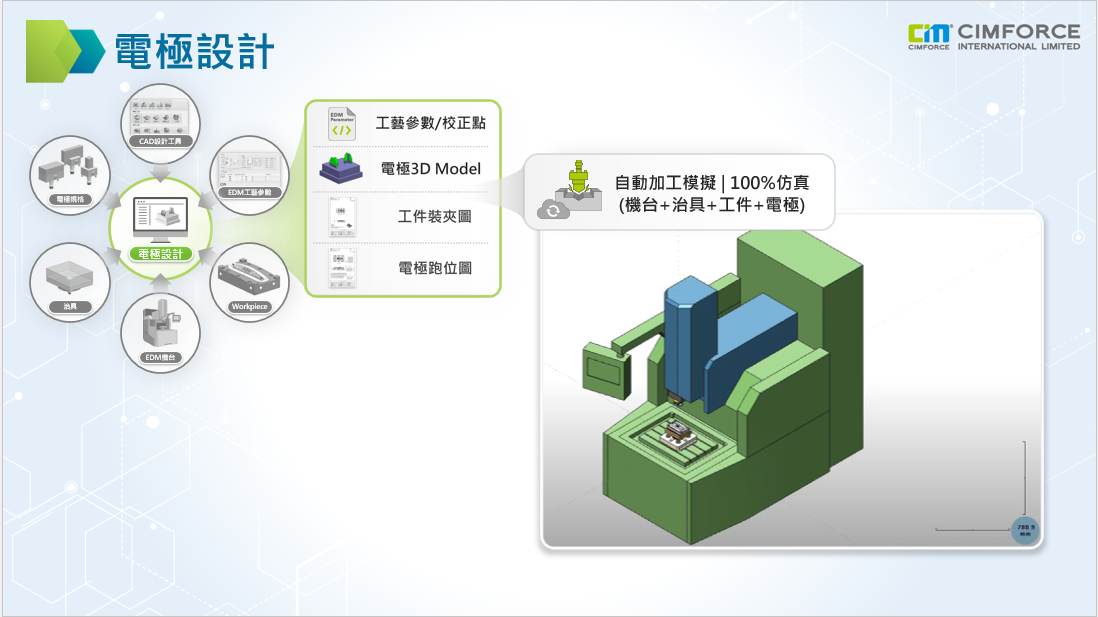 電極設計
CIM
CIMFORCE
CIMFORCE
INTERNATIONAL LIMITED
CAD設計工具
電極規格
EDM工藝參數
電極設計
治具
Workpiece
EDM機台
EDM
Parameter
</>
工藝參數/校正點
電極3D Model
工件裝夾圖
電極跑位圖
自動加工模擬 | 100%仿真
(機台+治具+工件+電極)
788.9
mm